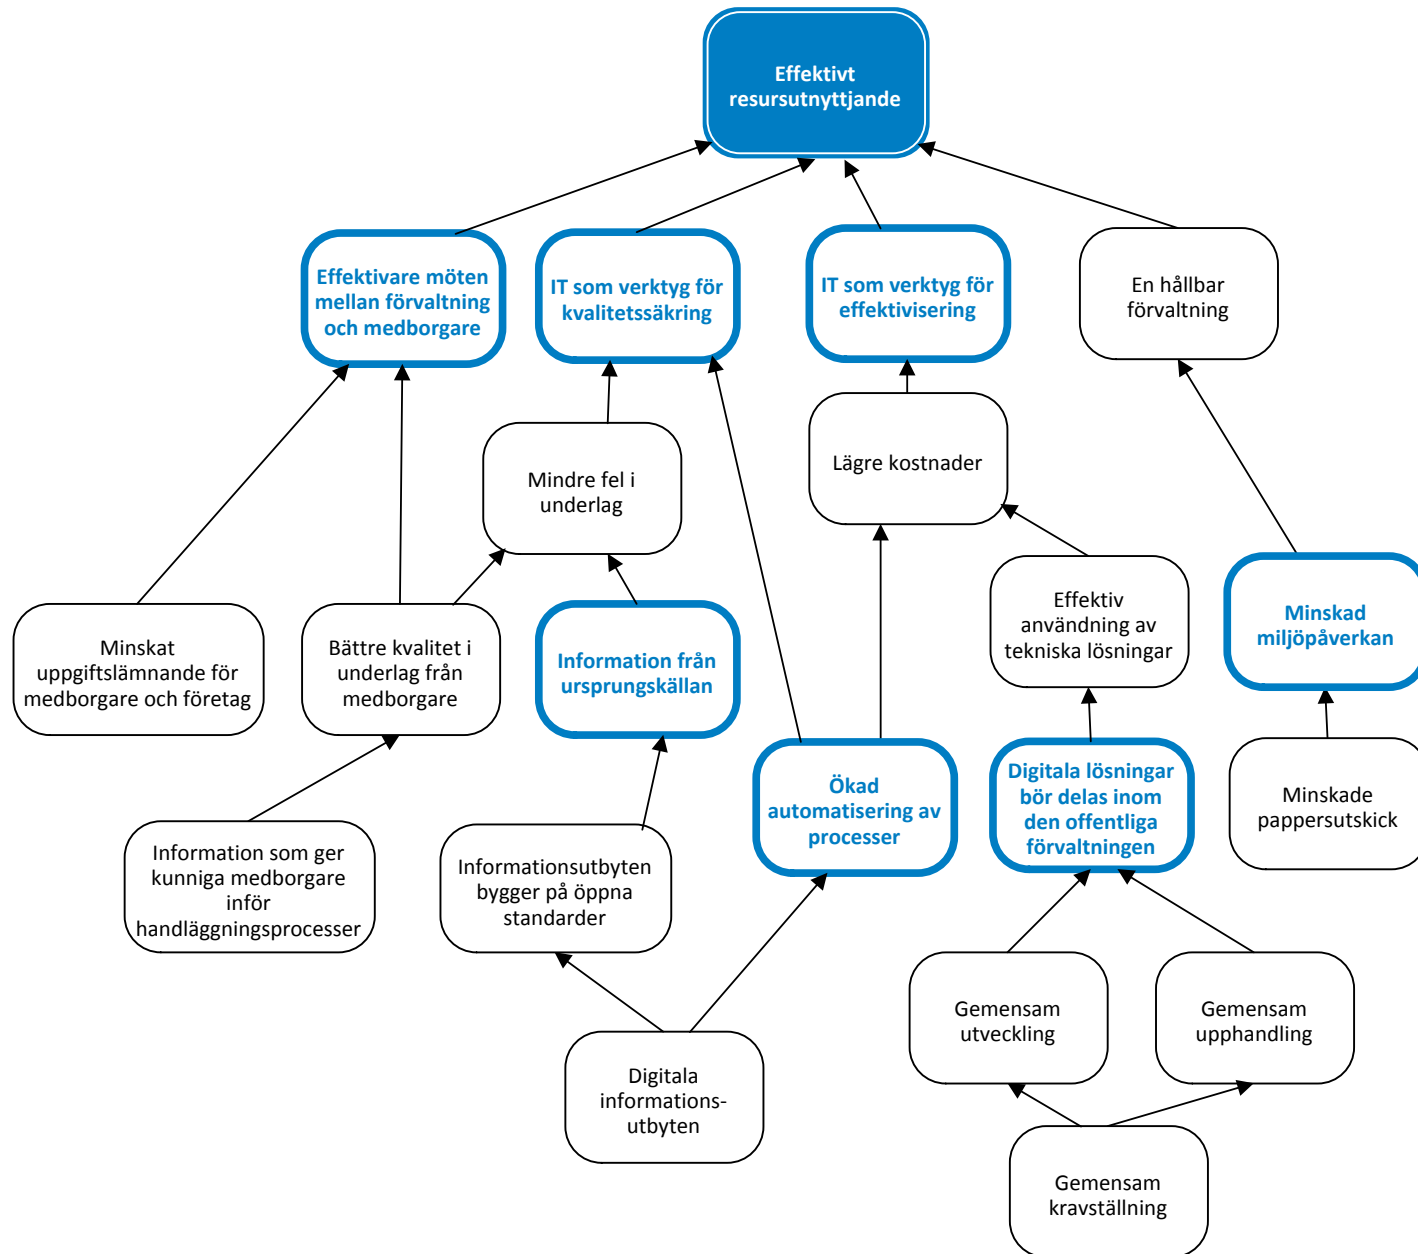 Effektivt
resursutnyttjande
Effektivare möten
mellan förvaltning
och medborgare
IT som verktyg för
kvalitetssäkring
IT som verktyg för
effektivisering
En hållbar
förvaltning
Mindre fel i
underlag
Lägre kostnader
Minskat
uppgiftslämnande för
medborgare och företag
Bättre kvalitet i
underlag från
medborgare
Information från
ursprungskällan
Effektiv
användning av
tekniska lösningar
Minskad
miljöpåverkan
Information som ger
kunniga medborgare
inför
handläggningsprocesser
Informationsutbyten
bygger på öppna
standarder
Ökad
automatisering av
processer
Digitala lösningar
bör delas inom
den offentliga
förvaltningen
Minskade
pappersutskick
Digitala
informations-
utbyten
Gemensam
utveckling
Gemensam
upphandling
Gemensam
kravställning